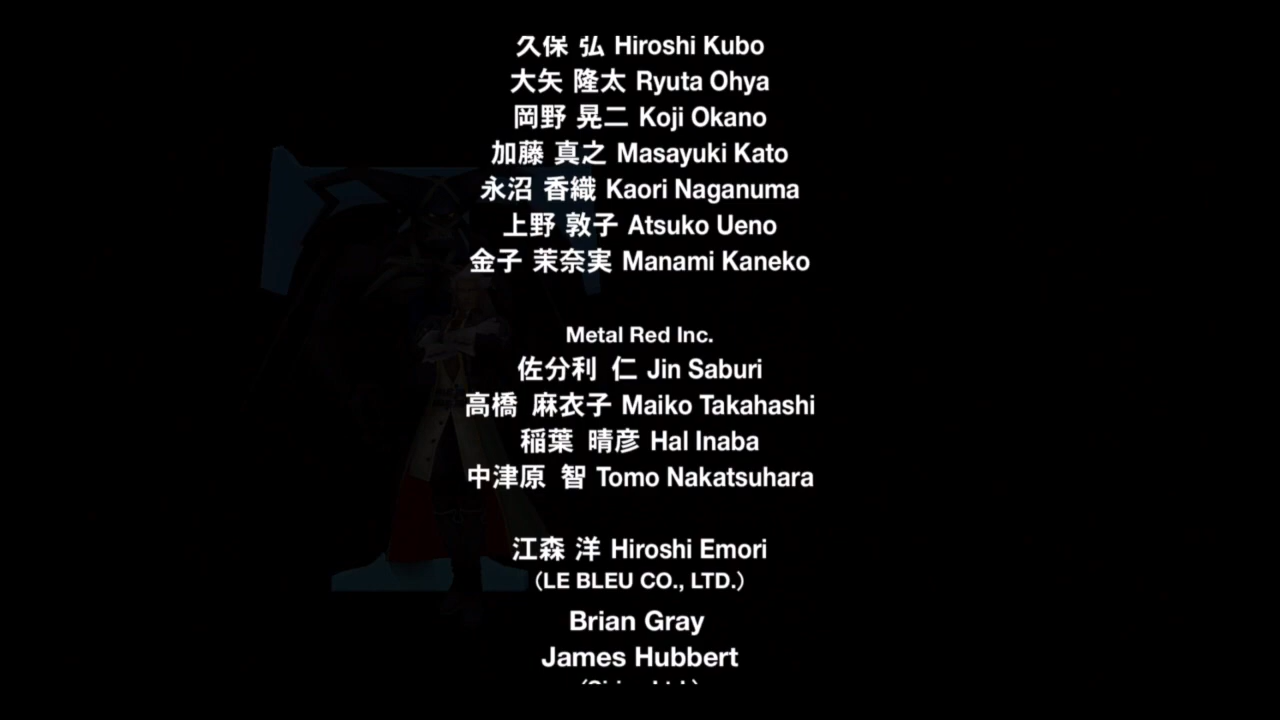 久保 弘 Hiroshi Kubo
大矢 隆太 Ryuta Ohya
岡野 晃二 Koji Okano
加藤 真之 Masayuki Kato
永沼 香織 Kaori Naganuma
上野 敦子 Atsuko Ueno
金子 茉奈実 Manami Kaneko
Metal Red Inc.
佐分利 仁 Jin Saburi
高橋 麻衣子 Maiko Takahashi
稲葉 晴彦 Hal Inaba
中津原 智 Tomo Nakatsuhara
江森 洋 Hiroshi Emori
(LE BLEU CO., LTD.)
Brian Gray
James Hubbert